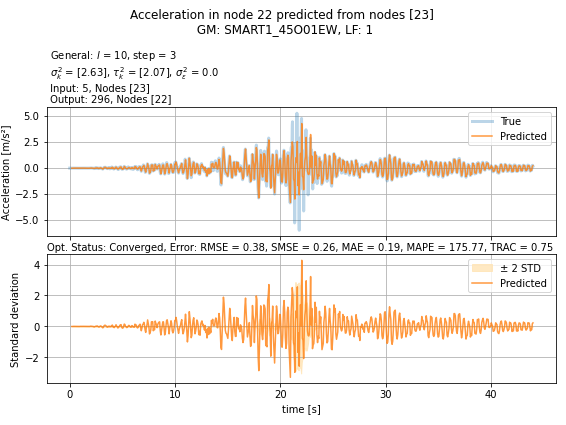 Acceleration in node 22 predicted from nodes [23]
GM: SMART1_45O01EW, LF: 1
General: l = 10, step = 3
σ²ₖ = [2.63], τ²ₖ = [2.07], σ²ε = 0.0
Input: 5, Nodes [23]
Output: 296, Nodes [22]
Acceleration [m/s²]
5.0
2.5
0.0
−2.5
−5.0
True
Predicted
Opt. Status: Converged, Error: RMSE = 0.38, SMSE = 0.26, MAE = 0.19, MAPE = 175.77, TRAC = 0.75
Standard deviation
4
2
0
−2
± 2 STD
Predicted
0
10
20
30
40
time [s]